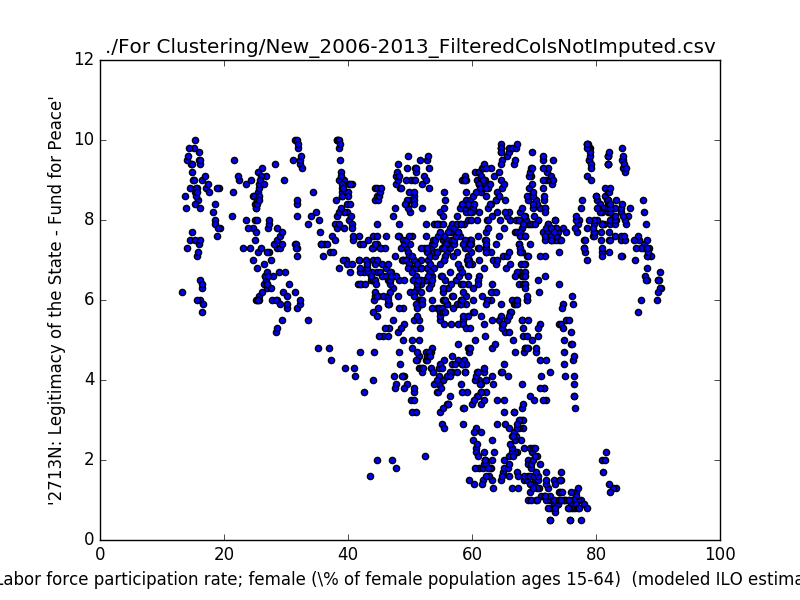 ./For Clustering/New_2006-2013_FilteredColsNotImputed.csv
'2713N: Legitimacy of the State - Fund for Peace'
12
10
8
6
4
2
0
0 20 40 60 80 100
Labor force participation rate; female (\% of female population ages 15-64)  (modeled ILO estima